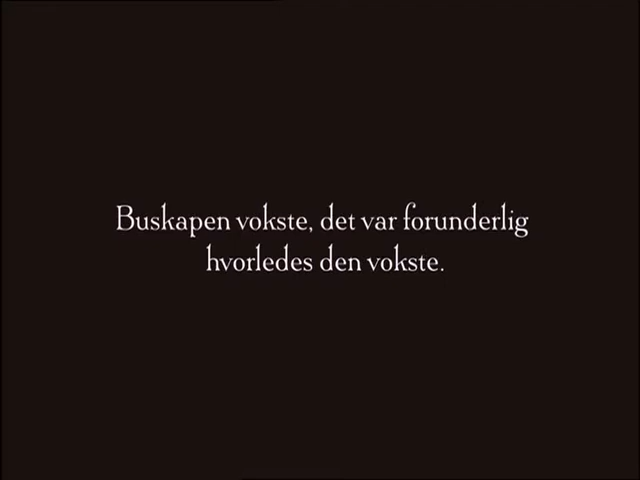 Buskapen vokste, det var forunderlig
hvorledes den vokste.